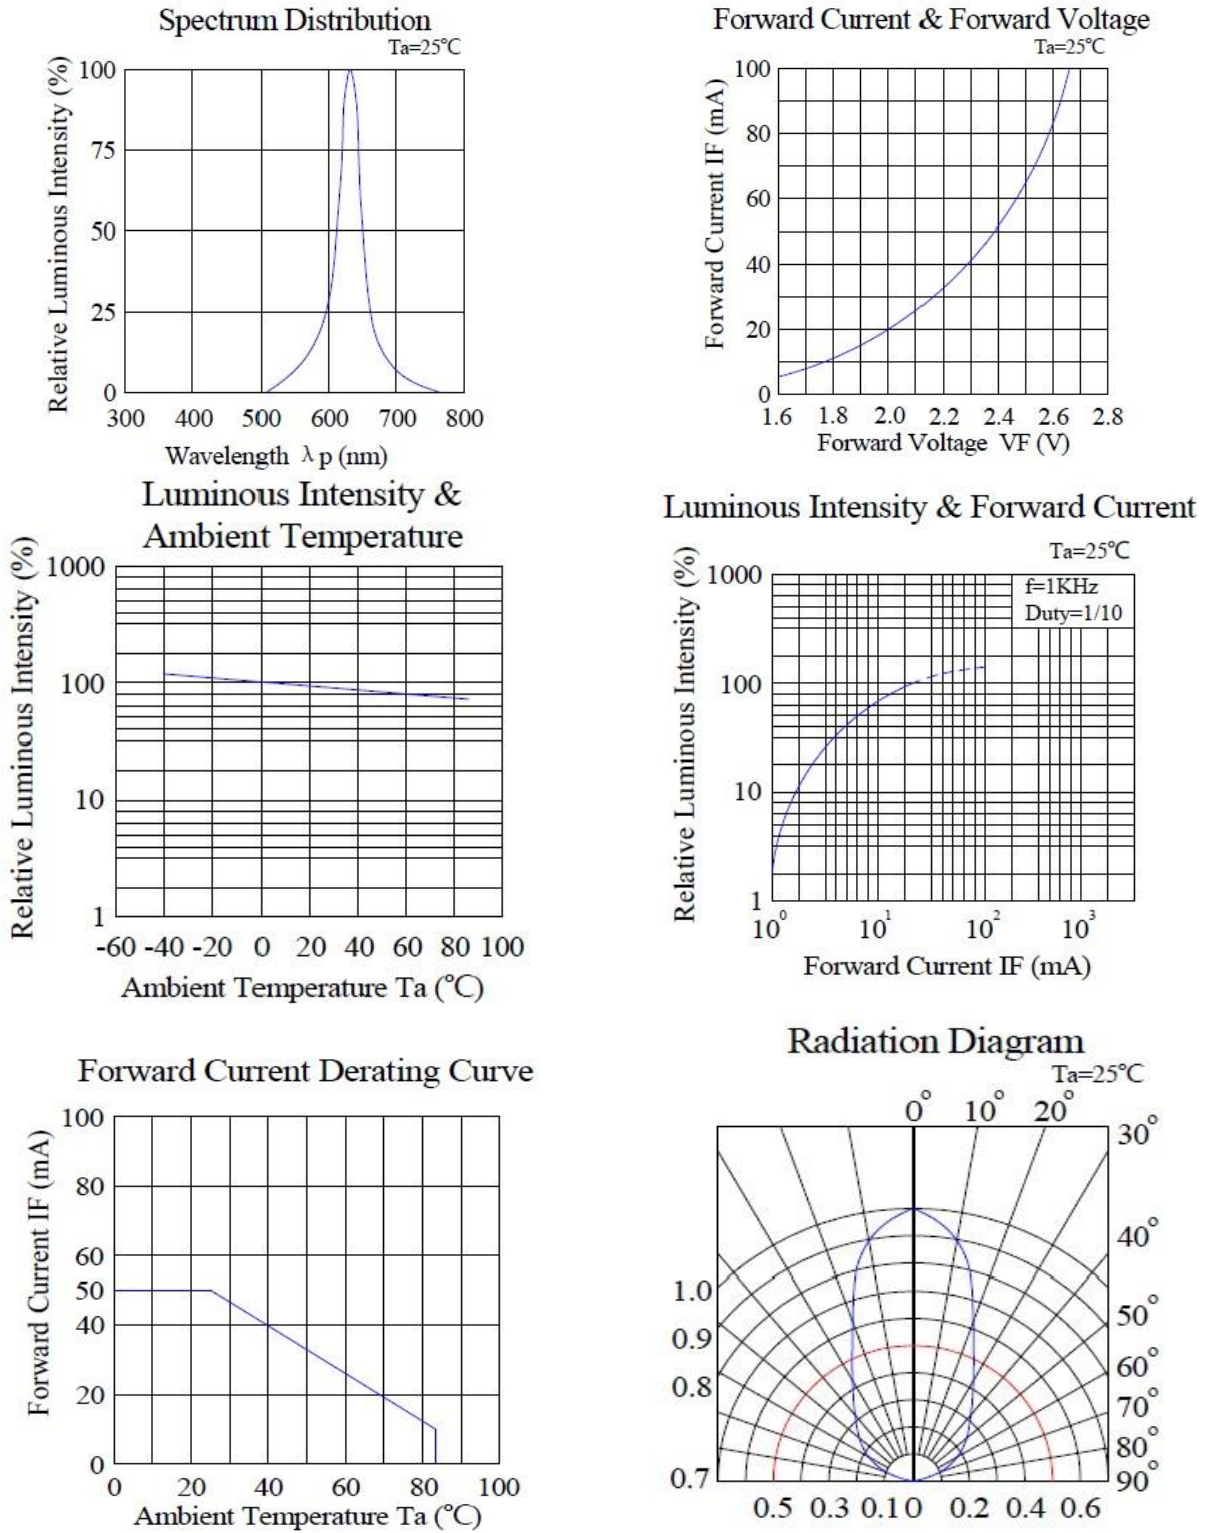 Spectrum Distribution
Ta=25℃
Relative Luminous Intensity (%)
100
75
50
25
0
300 400 500 600 700 800
Wavelength λp (nm)
Forward Current & Forward Voltage
Ta=25℃
Forward Current IF (mA)
100
80
60
40
20
0
1.6 1.8 2.0 2.2 2.4 2.6 2.8
Forward Voltage VF (V)
Luminous Intensity &
Ambient Temperature
Relative Luminous Intensity (%)
1000
100
10
1
-60 -40 -20 0 20 40 60 80 100
Ambient Temperature Ta (℃)
Luminous Intensity & Forward Current
Ta=25℃
Relative Luminous Intensity (%)
1000
f=1KHz
Duty=1/10
100
10
1
10⁰ 10¹ 10² 10³
Forward Current IF (mA)
Forward Current Derating Curve
Forward Current IF (mA)
100
80
60
50
40
20
0
0 20 40 60 80 100
Ambient Temperature Ta (℃)
Radiation Diagram
Ta=25℃
0° 10° 20°
30°
40°
1.0
50°
0.9
60°
0.8
70°
80°
0.7
90°
0.5 0.3 0.1 0 0.2 0.4 0.6